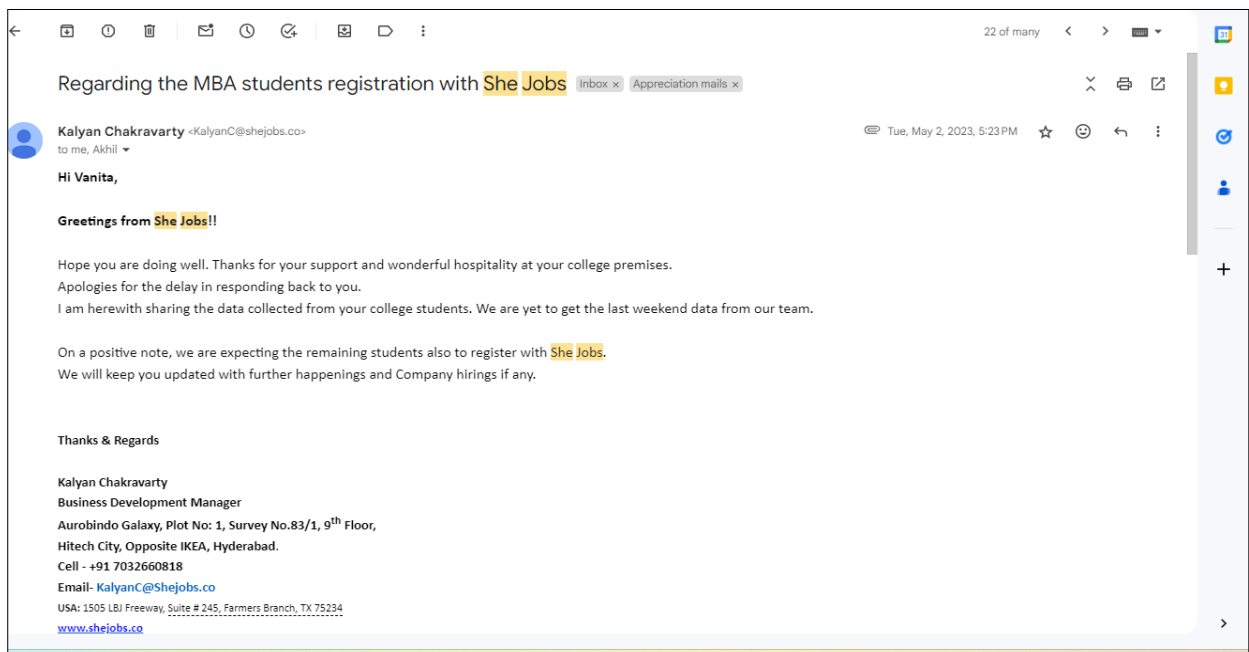 22 of many
31
Regarding the MBA students registration with She Jobs Inbox x Appreciation mails x
Kalyan Chakravarty <KalyanC@shejobs.co> Tue, May 2, 2023, 5:23 PM
to me, Akhil
Hi Vanita,
Greetings from She Jobs!!
Hope you are doing well. Thanks for your support and wonderful hospitality at your college premises.
Apologies for the delay in responding back to you.
I am herewith sharing the data collected from your college students. We are yet to get the last weekend data from our team.
On a positive note, we are expecting the remaining students also to register with She Jobs.
We will keep you updated with further happenings and Company hirings if any.
Thanks & Regards
Kalyan Chakravarty
Business Development Manager
Aurobindo Galaxy, Plot No: 1, Survey No.83/1, 9th Floor,
Hitech City, Opposite IKEA, Hyderabad.
Cell - +91 7032660818
Email- KalyanC@Shejobs.co
USA: 1505 LBJ Freeway, Suite # 245, Farmers Branch, TX 75234
www.shejobs.co